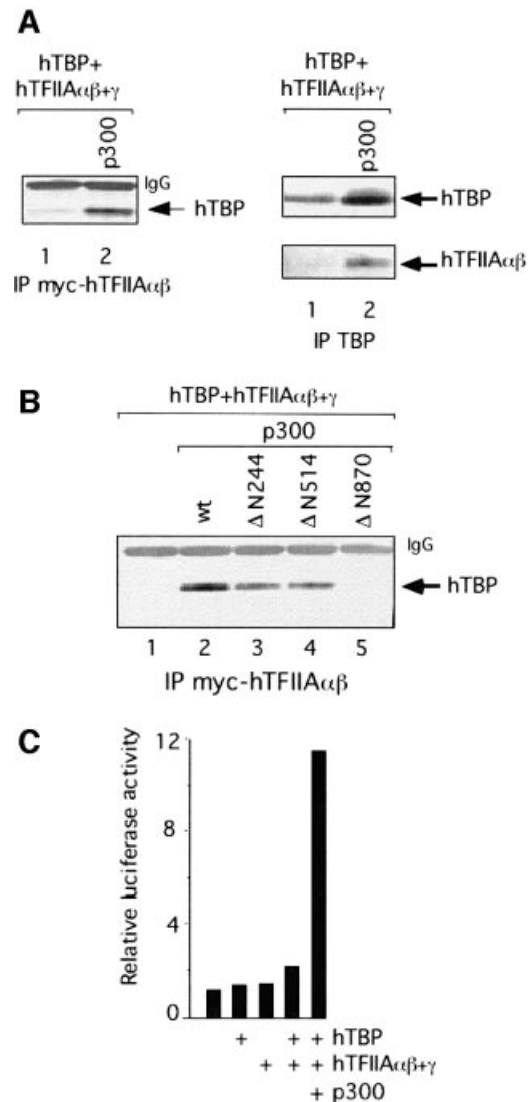 A
hTBP+
hTFIIAαβ+γ
p300
IgG
hTBP
1 2
IP myc-hTFIIAαβ
hTBP+
hTFIIAαβ+γ
p300
hTBP
hTFIIAαβ
1 2
IP TBP
B
hTBP+hTFIIAαβ+γ
p300
wt
ΔN244
ΔN514
ΔN870
IgG
hTBP
1 2 3 4 5
IP myc-hTFIIAαβ
C
Relative luciferase activity
12
8
4
0
+ + + hTBP
+ + + hTFIIAαβ+γ
+ p300